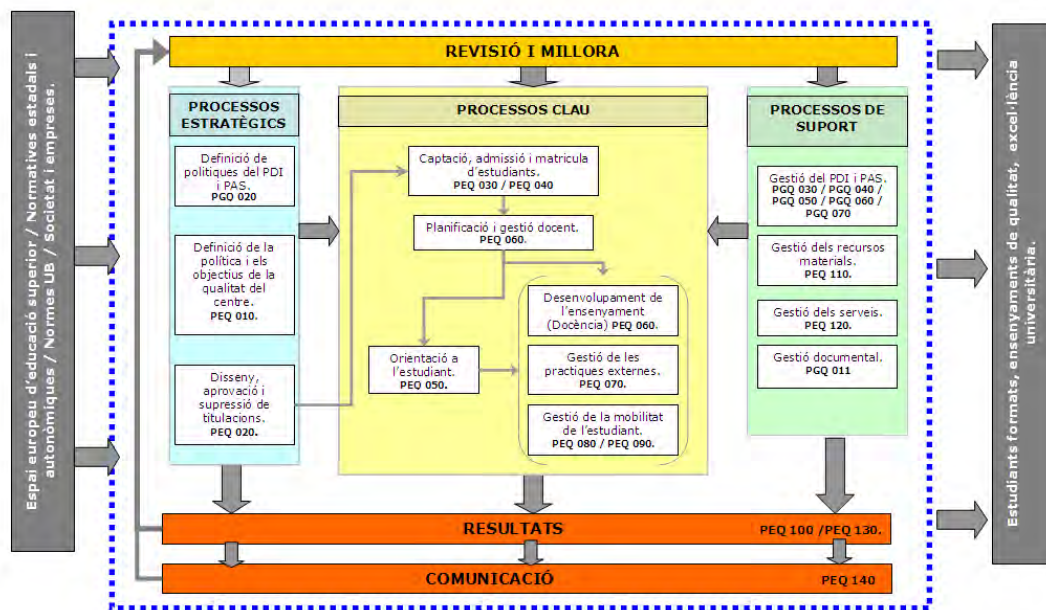 Espai europeu d'educació superior / Normatives estadals i
autonòmiques / Normes UB / Societat i empreses.
REVISIÓ I MILLORA
PROCESSOS
ESTRATÈGICS
Definició de
politiques del PDI i
PAS.
PGQ 020
Definició de la
política i els
objectius de la
qualitat del
centre.
PEQ 010.
Disseny,
aprovació i
supressió de
titulacions.
PEQ 020.
PROCESSOS CLAU
Captació, admissió i matricula
d'estudiants.
PEQ 030 / PEQ 040
Planificació i gestió docent.
PEQ 060.
Desenvolupament de
l'ensenyament
(Docència) PEQ 060.
Orientació a
l'estudiant.
PEQ 050.
Gestió de les
practiques externes.
PEQ 070.
Gestió de la mobilitat
de l'estudiant.
PEQ 080 / PEQ 090.
PROCESSOS DE
SUPORT
Gestió del PDI i PAS.
PGQ 030 / PGQ 040 /
PGQ 050 / PGQ 060 /
PGQ 070
Gestió dels recursos
materials.
PEQ 110.
Gestió dels serveis.
PEQ 120.
Gestió documental.
PGQ 011
RESULTATS
PEQ 100 /PEQ 130.
COMUNICACIÓ
PEQ 140
Estudiants formats, ensenyaments de qualitat, excel·lència
universitària.